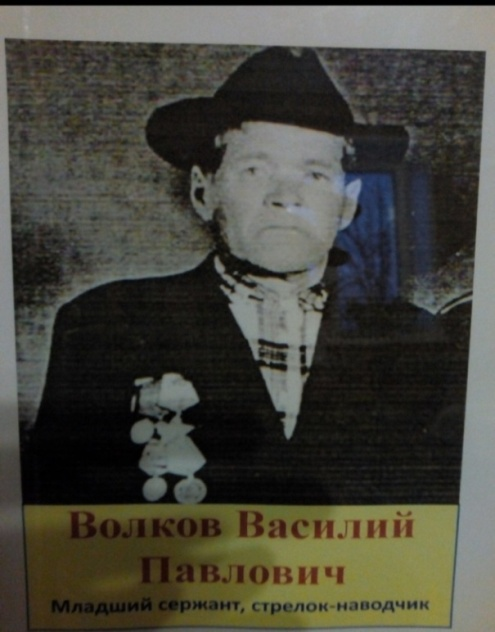 Волков Василий
Павлович
Младший сержант, стрелок-наводчик